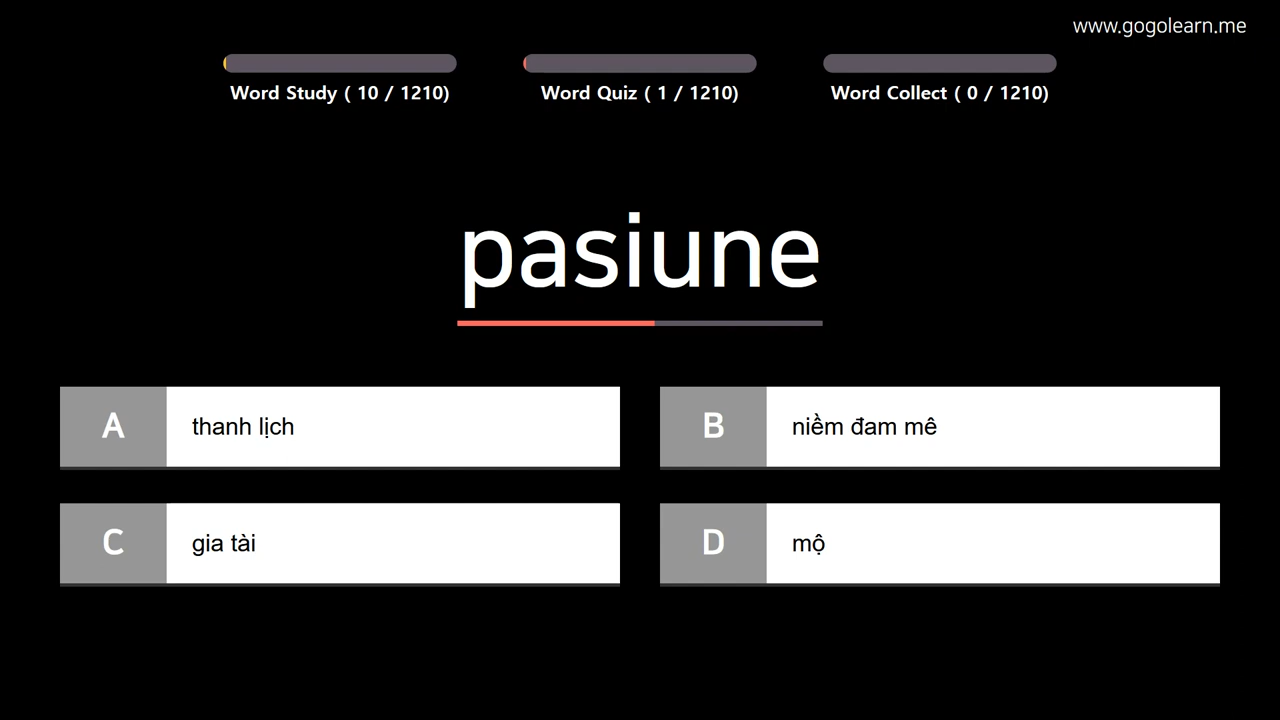 www.gogolearn.me
Word Study ( 10 / 1210)
Word Quiz ( 1 / 1210)
Word Collect ( 0 / 1210)
pasiune
A thanh lịch
B niềm đam mê
C gia tài
D mộ